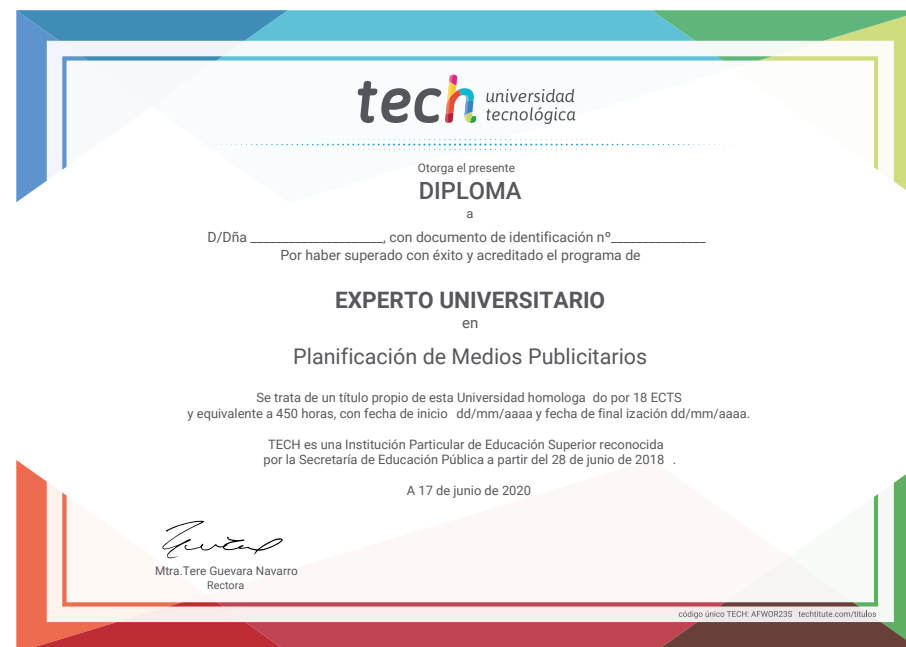 tech universidad
tecnológica
Otorga el presente
DIPLOMA
a
D/Dña ___________________, con documento de identificación nº_____________
Por haber superado con éxito y acreditado el programa de
EXPERTO UNIVERSITARIO
en
Planificación de Medios Publicitarios
Se trata de un título propio de esta Universidad homologa do por 18 ECTS
y equivalente a 450 horas, con fecha de inicio dd/mm/aaaa y fecha de final ización dd/mm/aaaa.
TECH es una Institución Particular de Educación Superior reconocida
por la Secretaría de Educación Pública a partir del 28 de junio de 2018 .
A 17 de junio de 2020
Mtra.Tere Guevara Navarro
Rectora
código único TECH: AFWOR23S techtitute.com/titulos